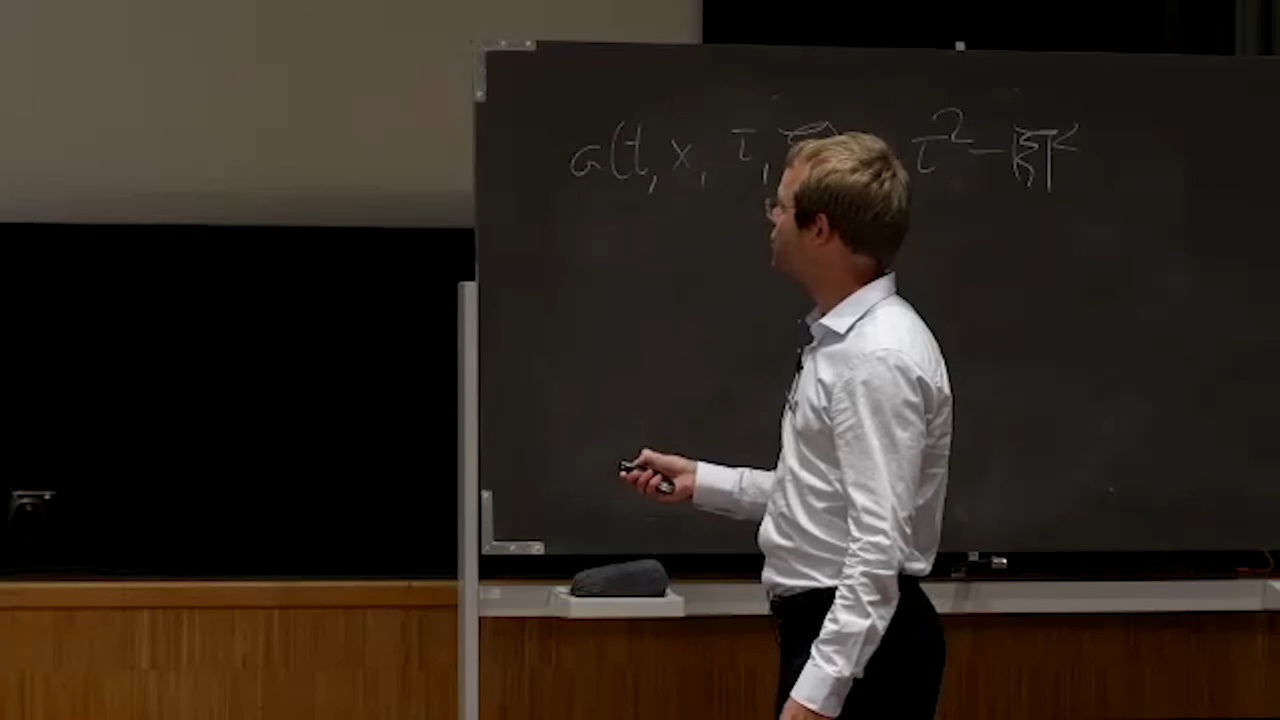 a(t, x, τ, τ² - |ξ|²